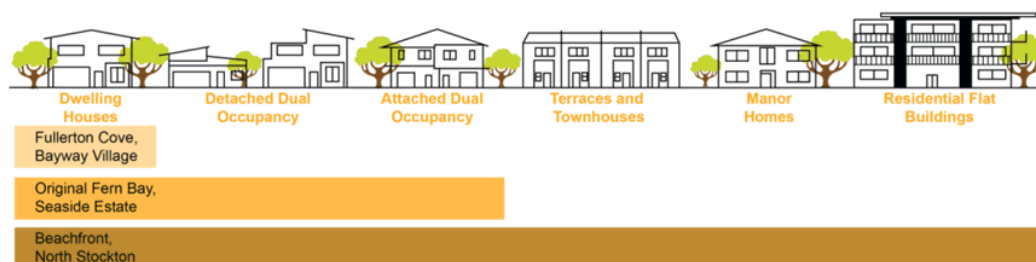 Dwelling
Houses
Detached Dual
Occupancy
Attached Dual
Occupancy
Terraces and
Townhouses
Manor
Homes
Residential Flat
Buildings
Fullerton Cove,
Bayway Village
Original Fern Bay,
Seaside Estate
Beachfront,
North Stockton